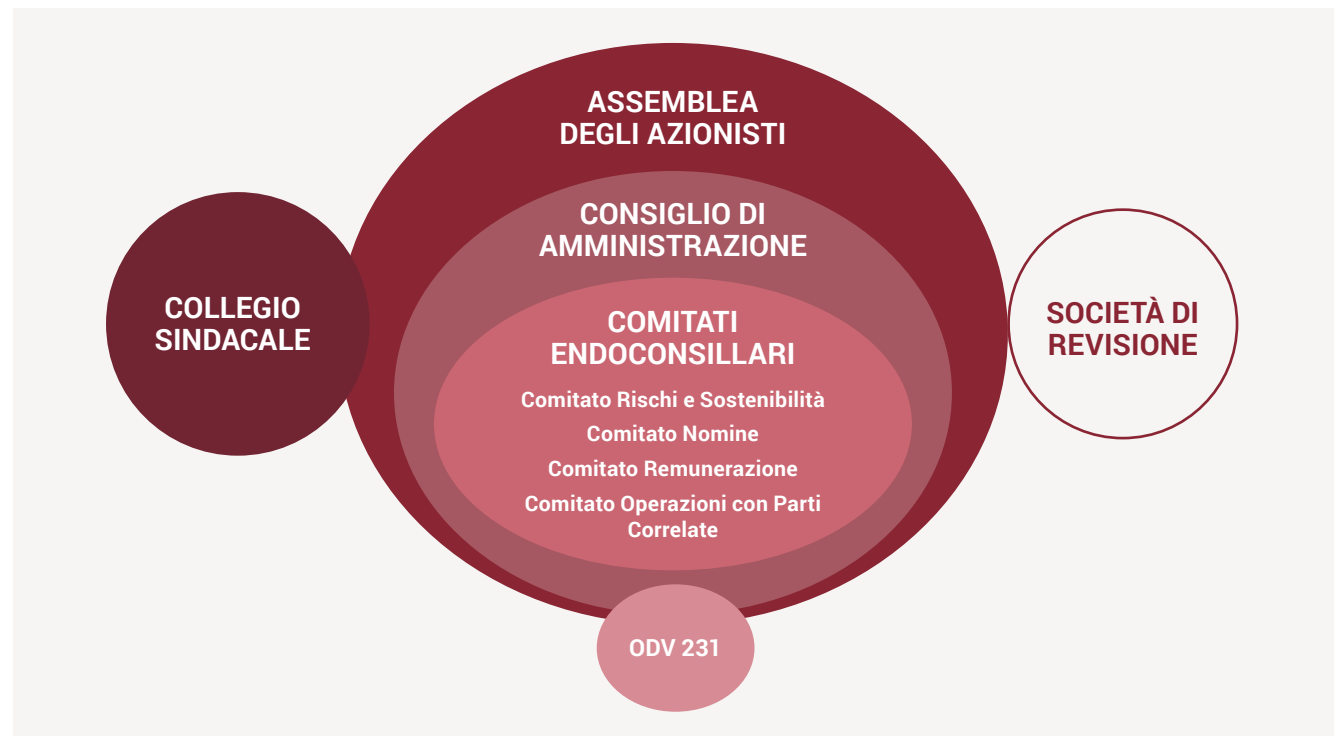 ASSEMBLEA
DEGLI AZIONISTI
CONSIGLIO DI
AMMINISTRAZIONE
COLLEGIO
SINDACALE
COMITATI
ENDOCONSILLARI
Comitato Rischi e Sostenibilità
Comitato Nomine
Comitato Remunerazione
Comitato Operazioni con Parti
Correlate
SOCIETÀ DI
REVISIONE
ODV 231